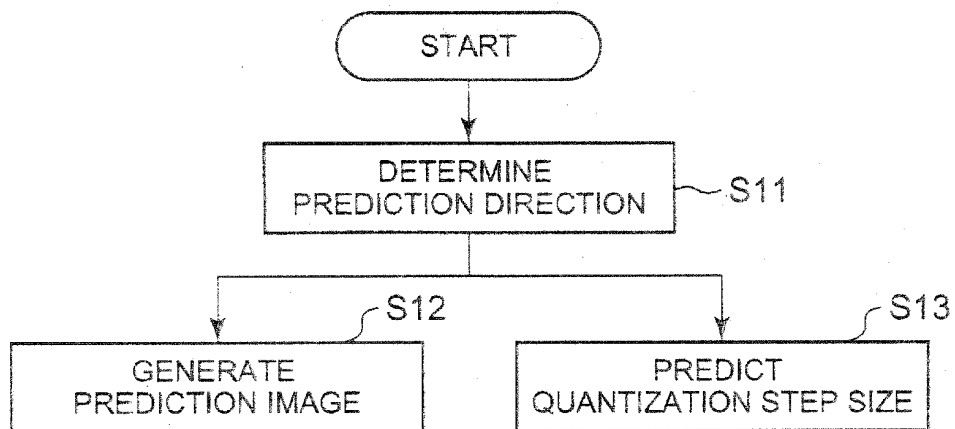 START
DETERMINE
PREDICTION DIRECTION
S11
S12
S13
GENERATE
PREDICTION IMAGE
PREDICT
QUANTIZATION STEP SIZE